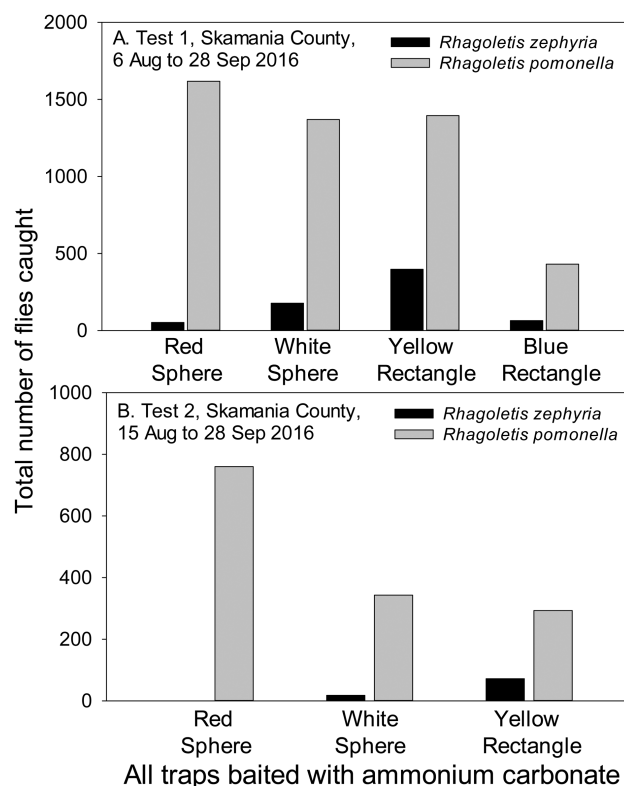 A. Test 1, Skamania County,
6 Aug to 28 Sep 2016
Rhagoletis zephyria
Rhagoletis pomonella
2000
1500
1000
500
0
Red
Sphere
White
Sphere
Yellow
Rectangle
Blue
Rectangle
Total number of flies caught
B. Test 2, Skamania County,
15 Aug to 28 Sep 2016
Rhagoletis zephyria
Rhagoletis pomonella
1000
800
600
400
200
0
Red
Sphere
White
Sphere
Yellow
Rectangle
All traps baited with ammonium carbonate